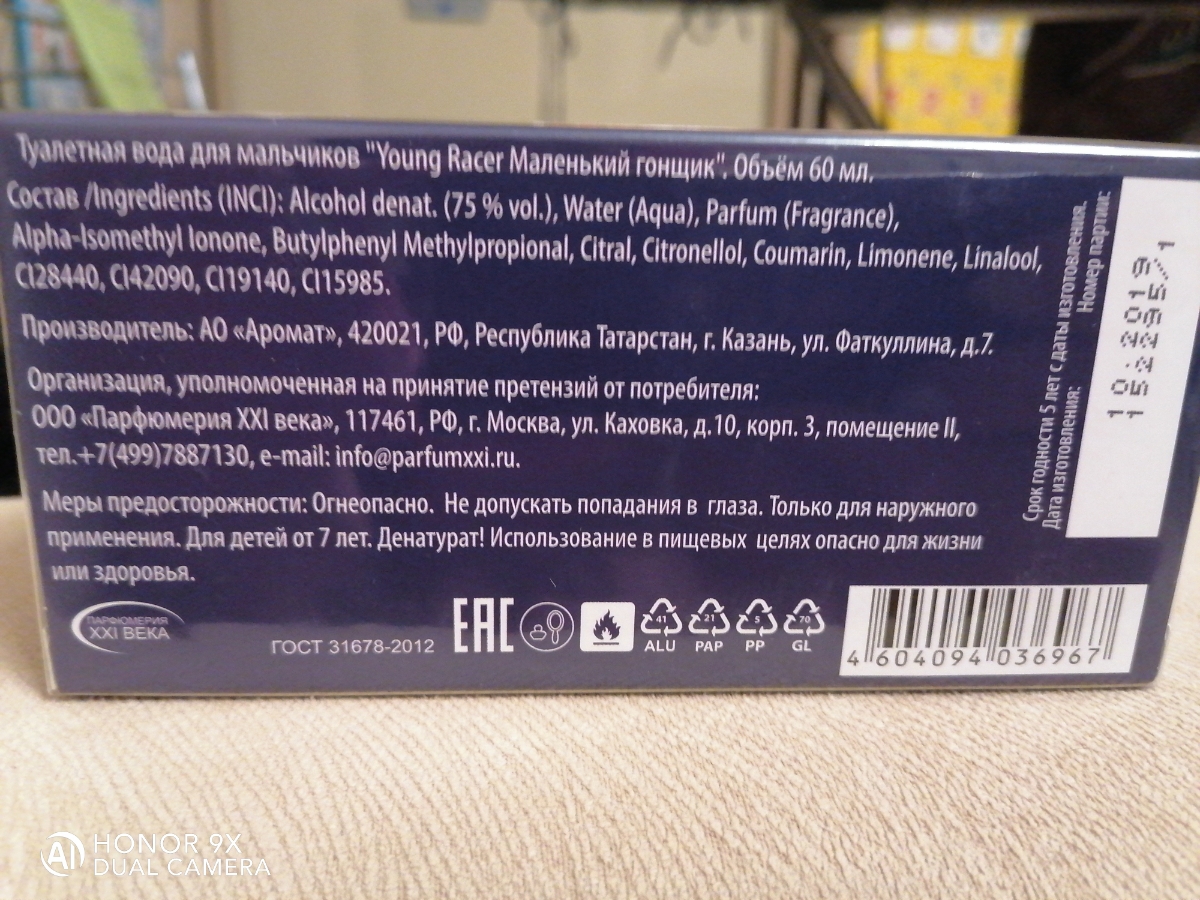 Туалетная вода для мальчиков "Young Racer Маленький гонщик". Объём 60 мл.
Состав /Ingredients (INCI): Alcohol denat. (75 % vol.), Water (Aqua), Parfum (Fragrance),
Alpha-Isomethyl Ionone, Butylphenyl Methylpropional, Citral, Citronellol, Coumarin, Limonene, Linalool,
CI28440, CI42090, CI19140, CI15985.
Производитель: АО «Аромат», 420021, РФ, Республика Татарстан, г. Казань, ул. Фаткуллина, д.7.
Организация, уполномоченная на принятие претензий от потребителя:
ООО «Парфюмерия XXI века», 117461, РФ, г. Москва, ул. Каховка, д.10, корп. 3, помещение II,
тел.+7(499)7887130, e-mail: info@parfumxxi.ru.
Меры предосторожности: Огнеопасно. Не допускать попадания в глаза. Только для наружного
применения. Для детей от 7 лет. Денатурат! Использование в пищевых целях опасно для жизни
или здоровья.
Срок годности 5 лет с даты изготовления.
Дата изготовления: Номер партии:
10.2019
ПАРФЮМЕРИЯ
XXI ВЕКА
ГОСТ 31678-2012
EAC
41 21 5 70
ALU PAP PP GL
4 604094 036967
HONOR 9X
DUAL CAMERA